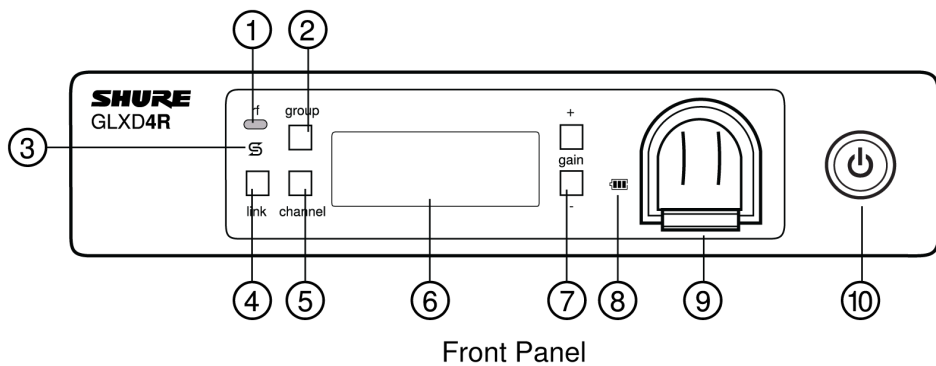 ① ②
SHURE
GLXD4R
rf group
+
③
gain
link channel
-
④ ⑤ ⑥ ⑦ ⑧ ⑨ ⑩
Front Panel